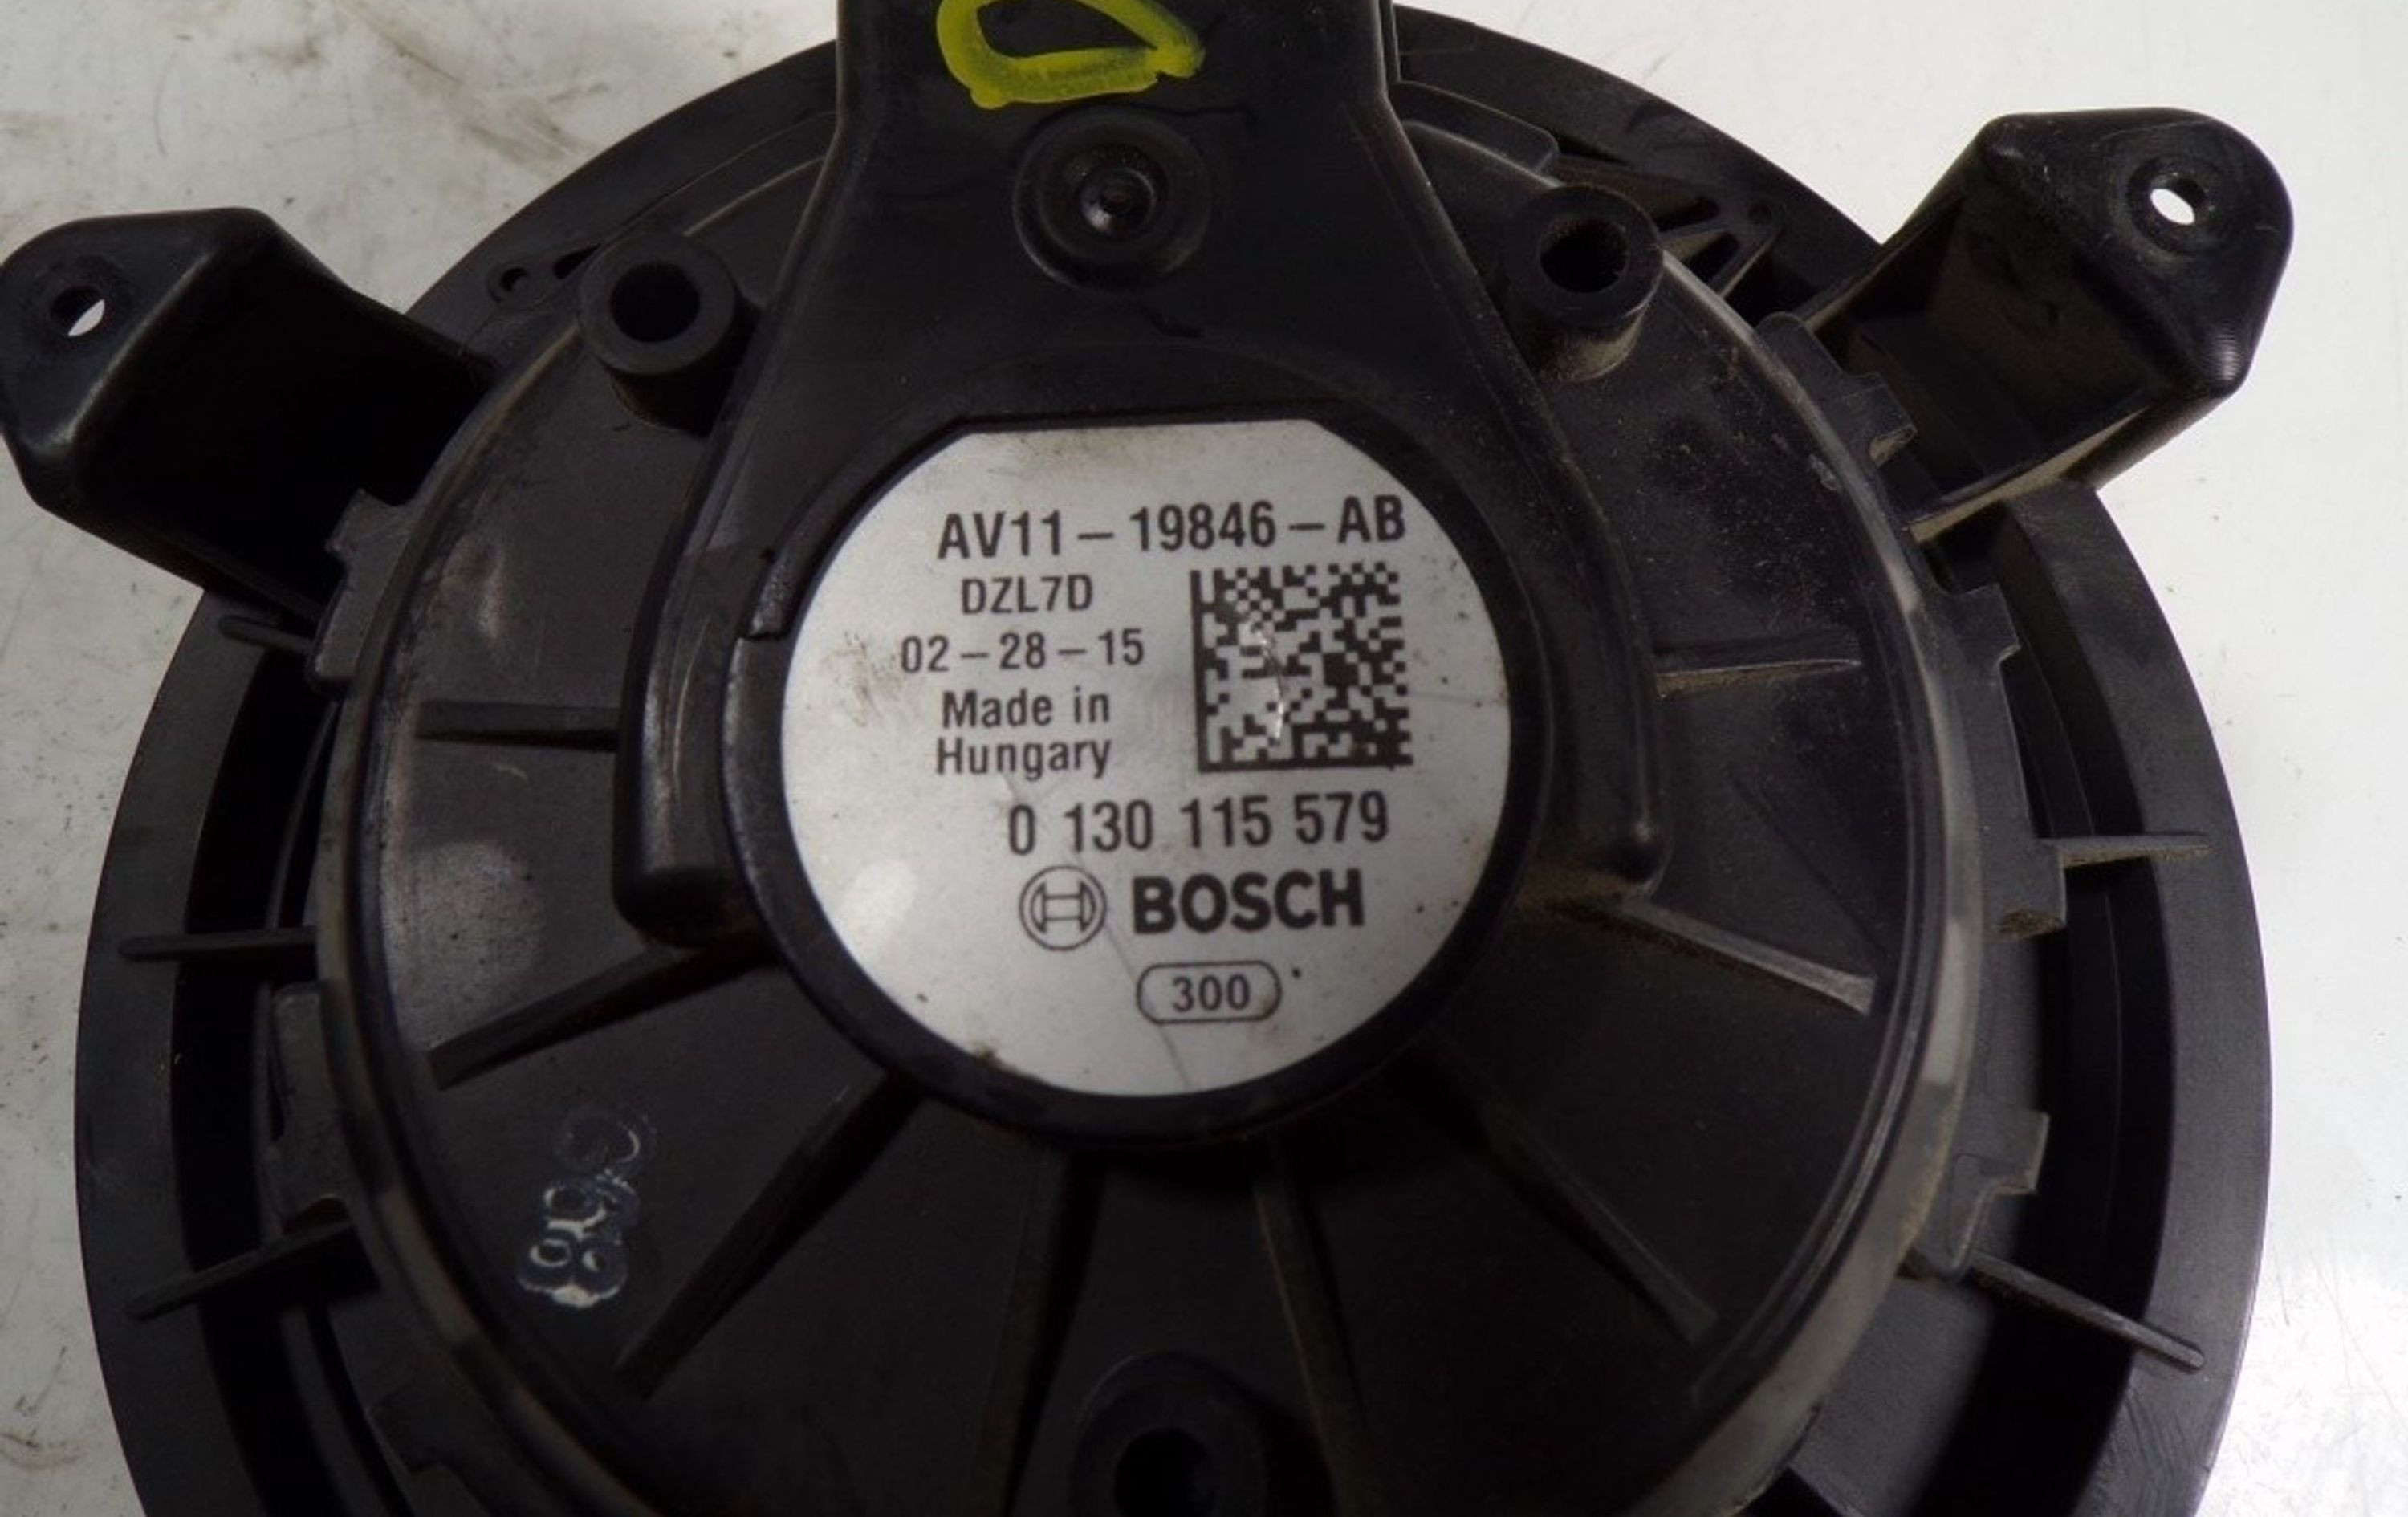 AV11-19846-AB
DZL7D
02-28-15
Made in
Hungary
0 130 115 579
BOSCH
300